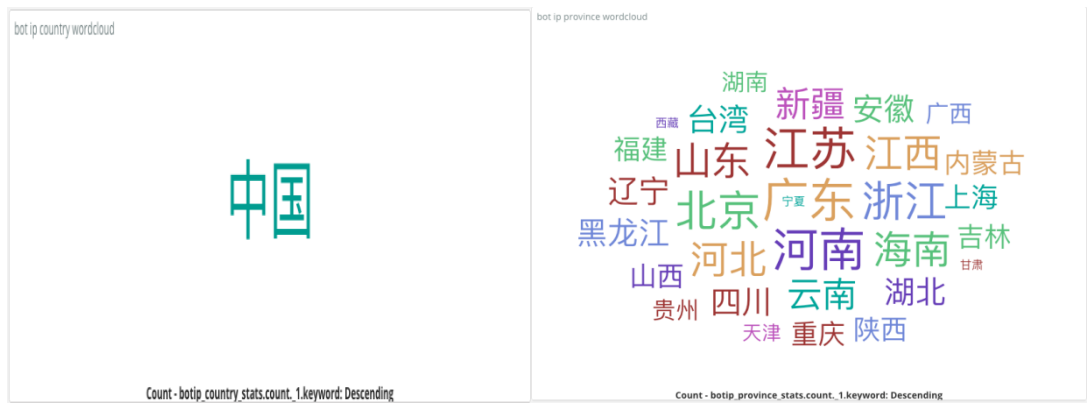 bot ip country wordcloud
中国
Count - botip_country_stats.count._1.keyword: Descending
bot ip province wordcloud
湖南
新疆
安徽
广西
西藏
台湾
江苏
福建
山东
江西
内蒙古
辽宁
北京
广东
宁夏
浙江
上海
黑龙江
河北
河南
海南
吉林
山西
甘肃
贵州
四川
云南
湖北
天津
重庆
陕西
Count - botip_province_stats.count._1.keyword: Descending